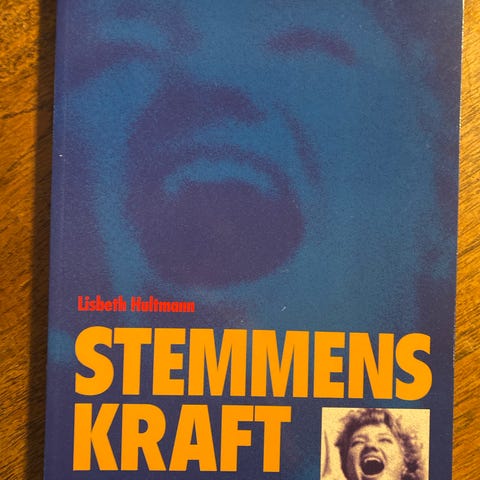 Lisbeth Hultmann
STEMMENS
KRAFT